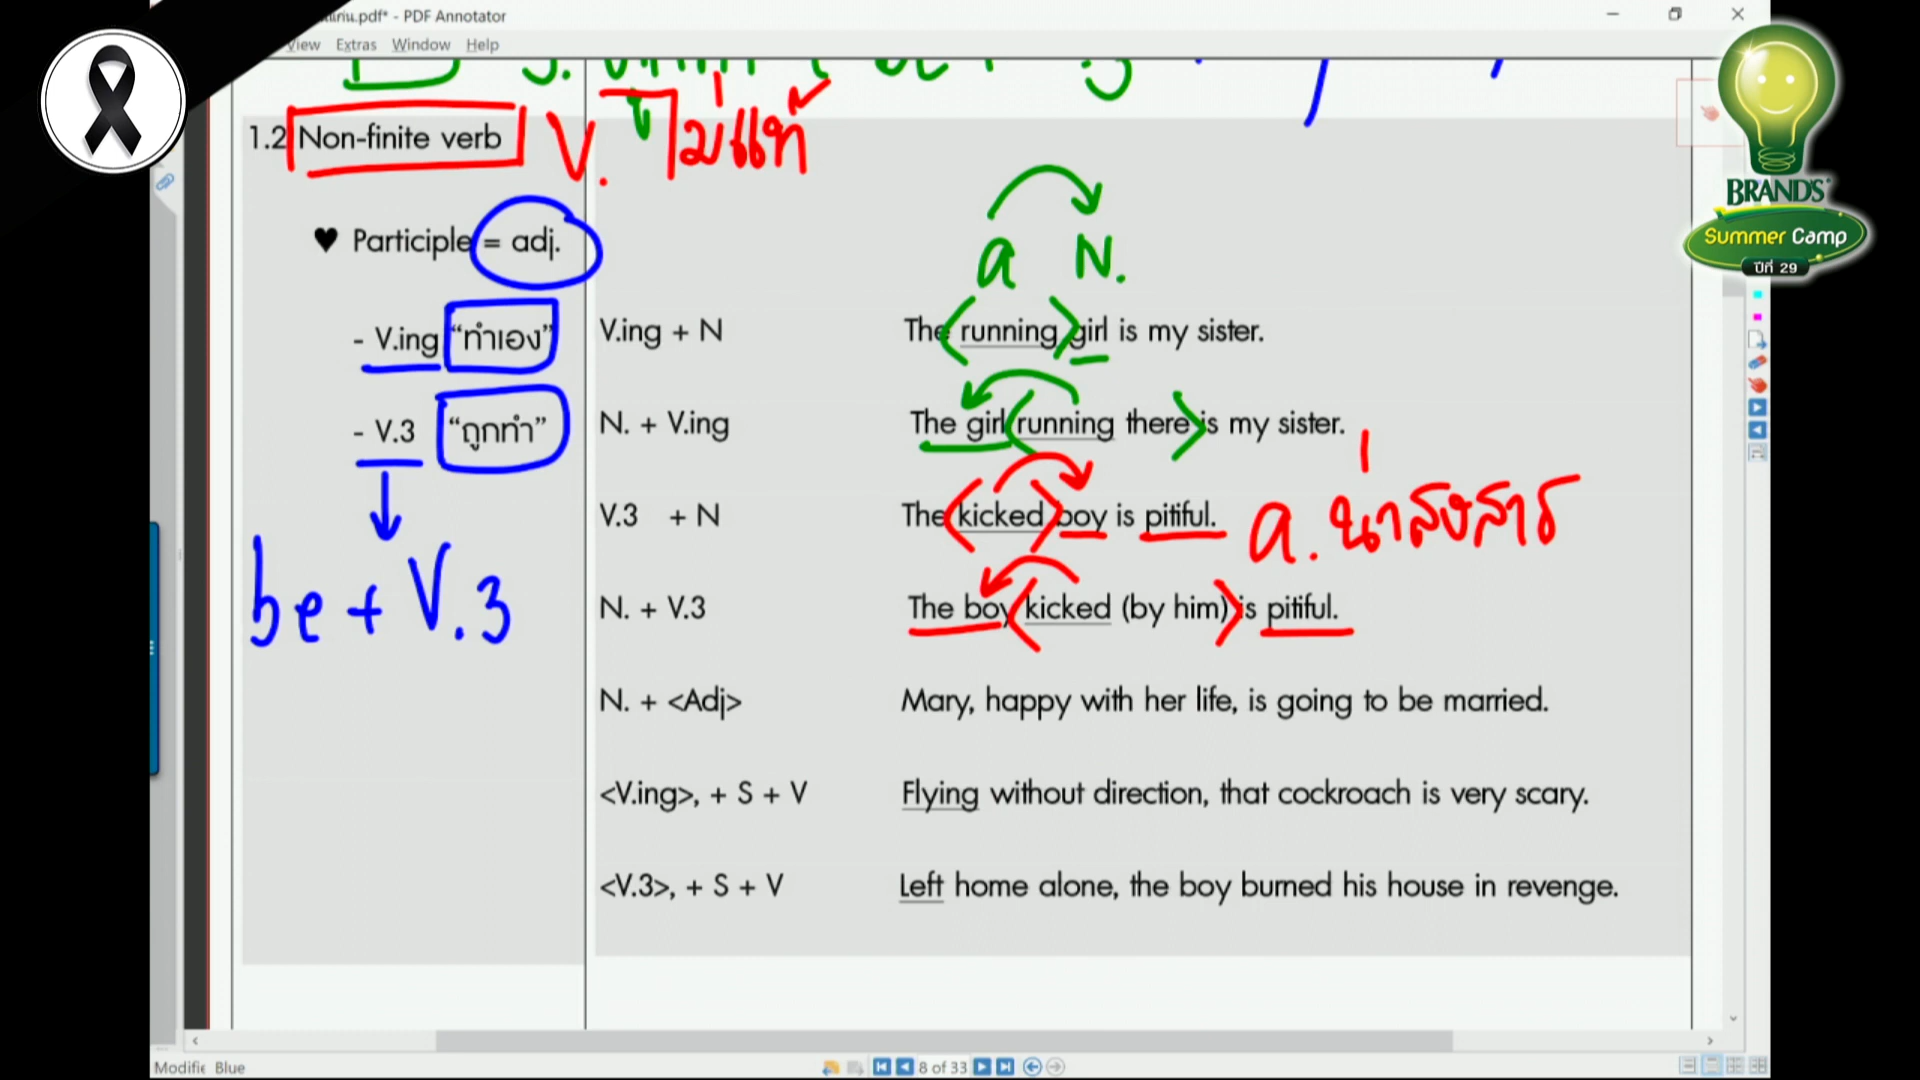 แกน.pdf* - PDF Annotator
View Extras Window Help
1.2 Non-finite verb V. ไม่แท้
♥ Participle = adj.
a N.
- V.ing “ทำเอง” V.ing + N The running girl is my sister.
- V.3 “ถูกทำ” N. + V.ing The girl running there is my sister.
V.3 + N The kicked boy is pitiful. a. น่าสงสาร
be + V.3 N. + V.3 The boy kicked (by him) is pitiful.
N. + <Adj> Mary, happy with her life, is going to be married.
<V.ing>, + S + V Flying without direction, that cockroach is very scary.
<V.3>, + S + V Left home alone, the boy burned his house in revenge.
Blue 8 of 33
BRAND'S
Summer Camp
ปีที่ 29